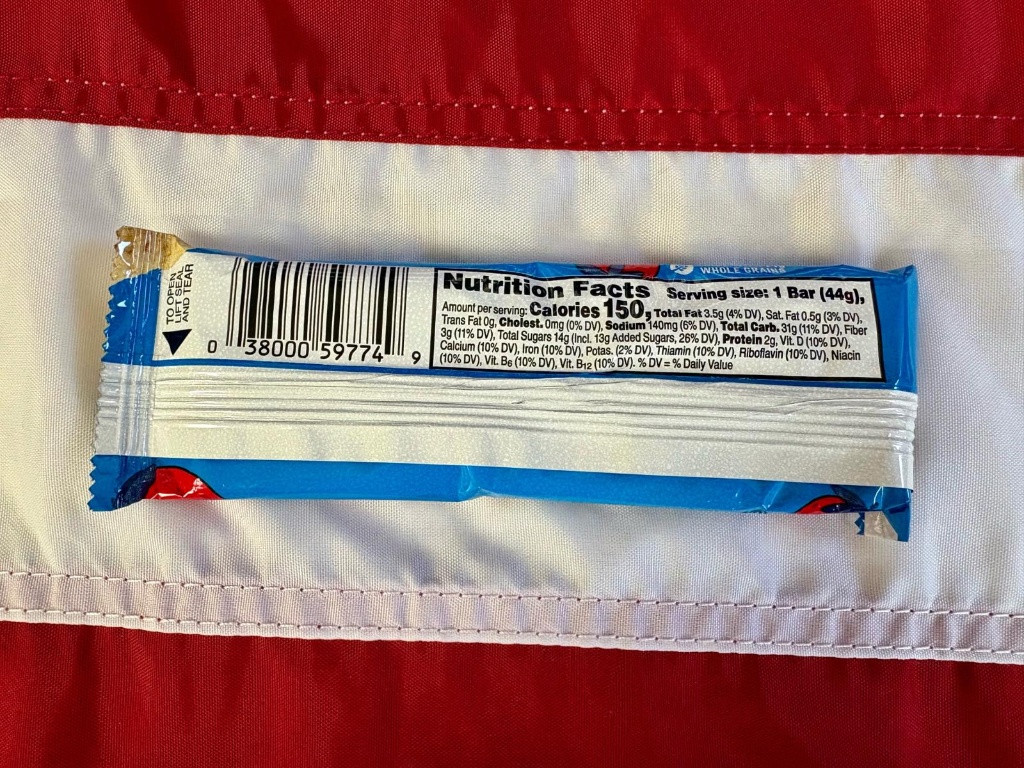 WHOLE GRAINS
TO OPEN
LIFT SEAL
AND TEAR
0 38000 59774 9
Nutrition Facts Serving size: 1 Bar (44g),
Amount per serving: Calories 150, Total Fat 3.5g (4% DV), Sat. Fat 0.5g (3% DV),
Trans Fat 0g, Cholest. 0mg (0% DV), Sodium 140mg (6% DV), Total Carb. 31g (11% DV), Fiber
3g (11% DV), Total Sugars 14g (Incl. 13g Added Sugars, 26% DV), Protein 2g, Vit. D (10% DV),
Calcium (10% DV), Iron (10% DV), Potas. (2% DV), Thiamin (10% DV), Riboflavin (10% DV), Niacin
(10% DV), Vit. B6 (10% DV), Vit. B12 (10% DV). % DV = % Daily Value